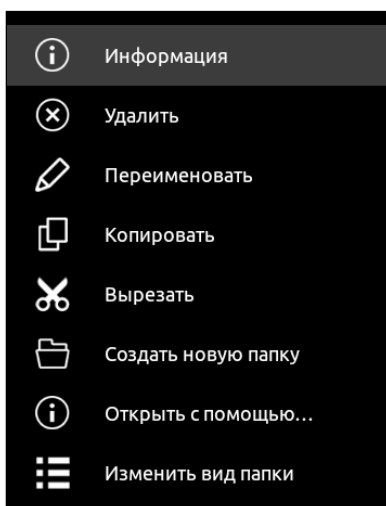 Информация
Удалить
Переименовать
Копировать
Вырезать
Создать новую папку
Открыть с помощью...
Изменить вид папки